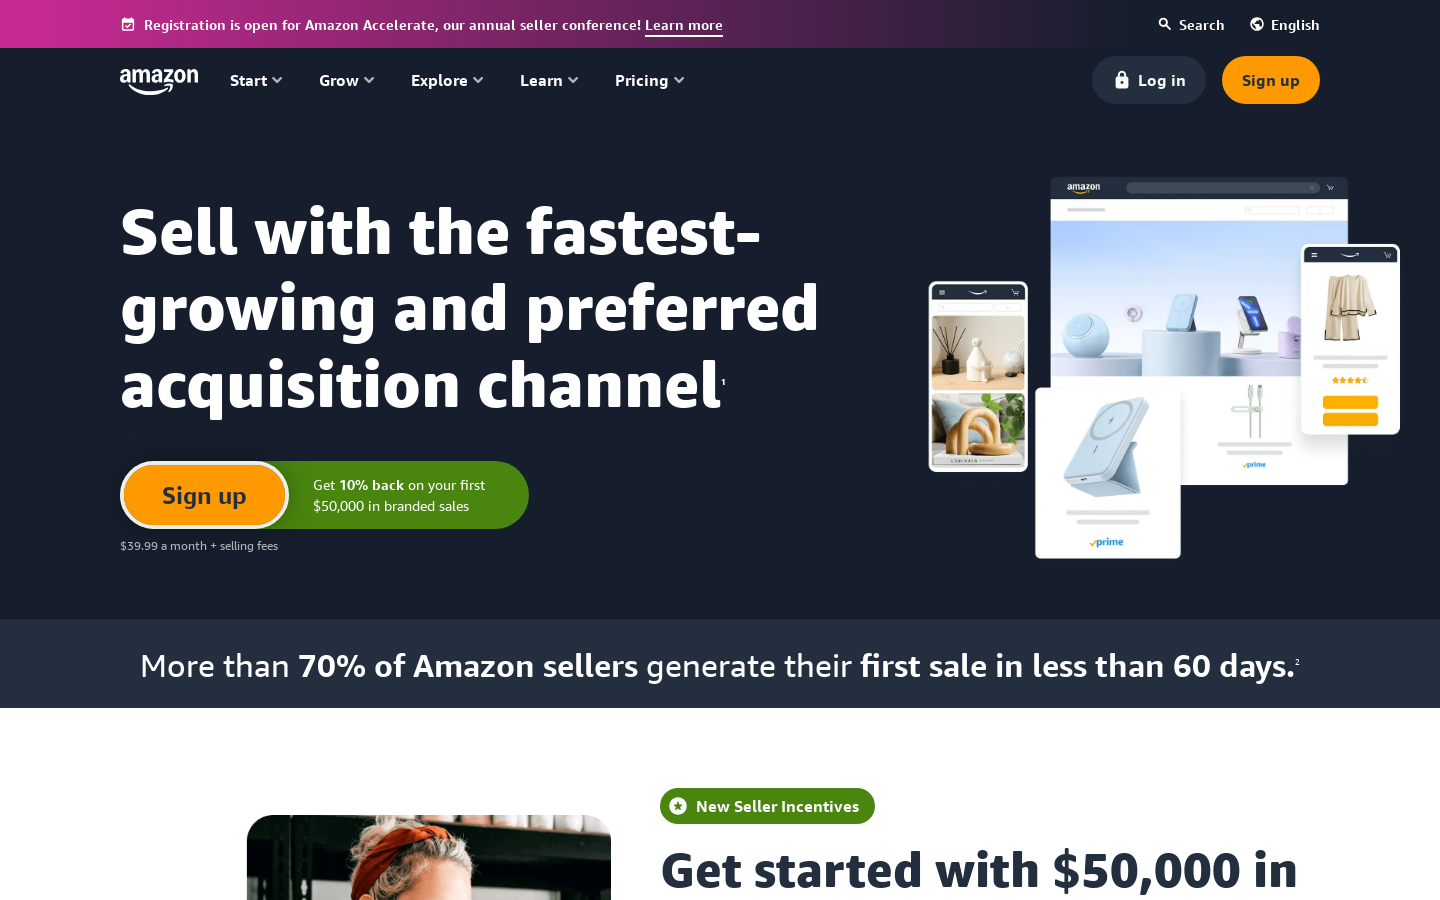 Registration is open for Amazon Accelerate, our annual seller conference! Learn more
Search
English
amazon
Start
Grow
Explore
Learn
Pricing
Log in
Sign up
Sell with the fastest-
growing and preferred
acquisition channel¹
amazon
prime
prime
Sign up
Get 10% back on your first
$50,000 in branded sales
$39.99 a month + selling fees
More than 70% of Amazon sellers generate their first sale in less than 60 days.²
New Seller Incentives
Get started with $50,000 in